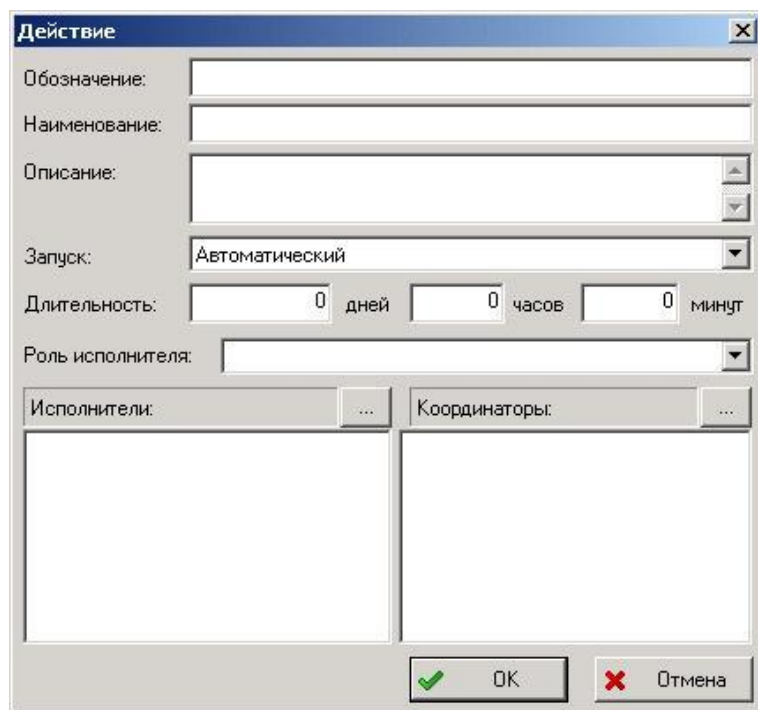 Действие
Обозначение:
Наименование:
Описание:
Запуск: Автоматический
Длительность: 0 дней 0 часов 0 минут
Роль исполнителя:
Исполнители: ... Координаторы: ...
OK Отмена